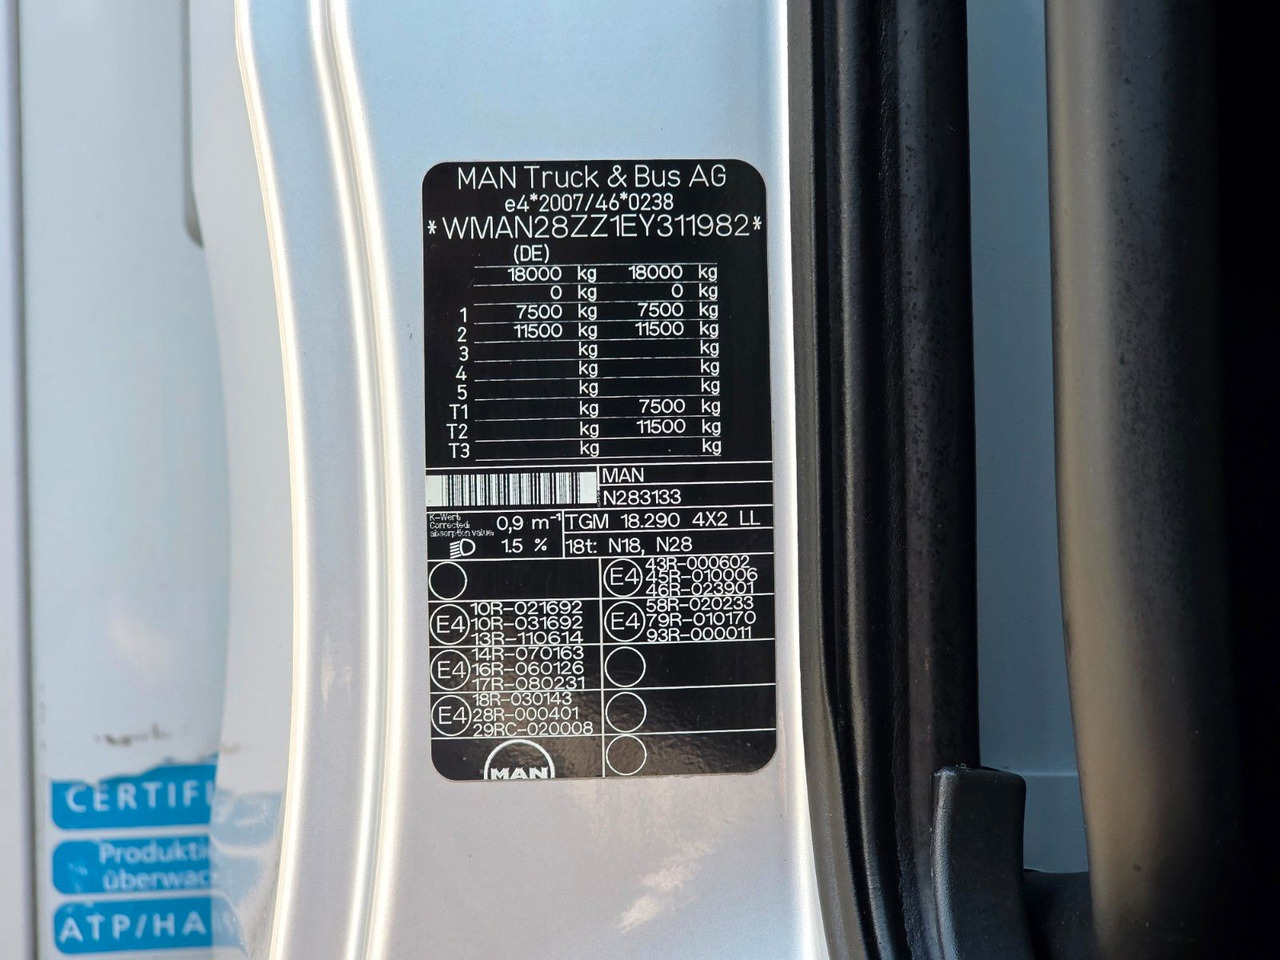 MAN Truck & Bus AG
e4*2007/46*0238
*WMAN28ZZ1EY311982*
(DE)
18000 kg 18000 kg
0 kg 0 kg
1 7500 kg 7500 kg
2 11500 kg 11500 kg
3 kg kg
4 kg kg
5 kg kg
T1 kg 7500 kg
T2 kg 11500 kg
T3 kg kg
MAN
N283133
K-Wert
Corrected
absorption value
0,9 m⁻¹
1.5 %
TGM 18.290 4X2 LL
18t: N18, N28
E4 43R-000602
45R-010006
46R-023901
E4 10R-021692
10R-031692
13R-110614
E4 58R-020233
79R-010170
93R-000011
E4 14R-070163
16R-060126
17R-080231
E4 18R-030143
28R-000401
29RC-020008
MAN
CERTIFI
Produkti
überwac
ATP/HA